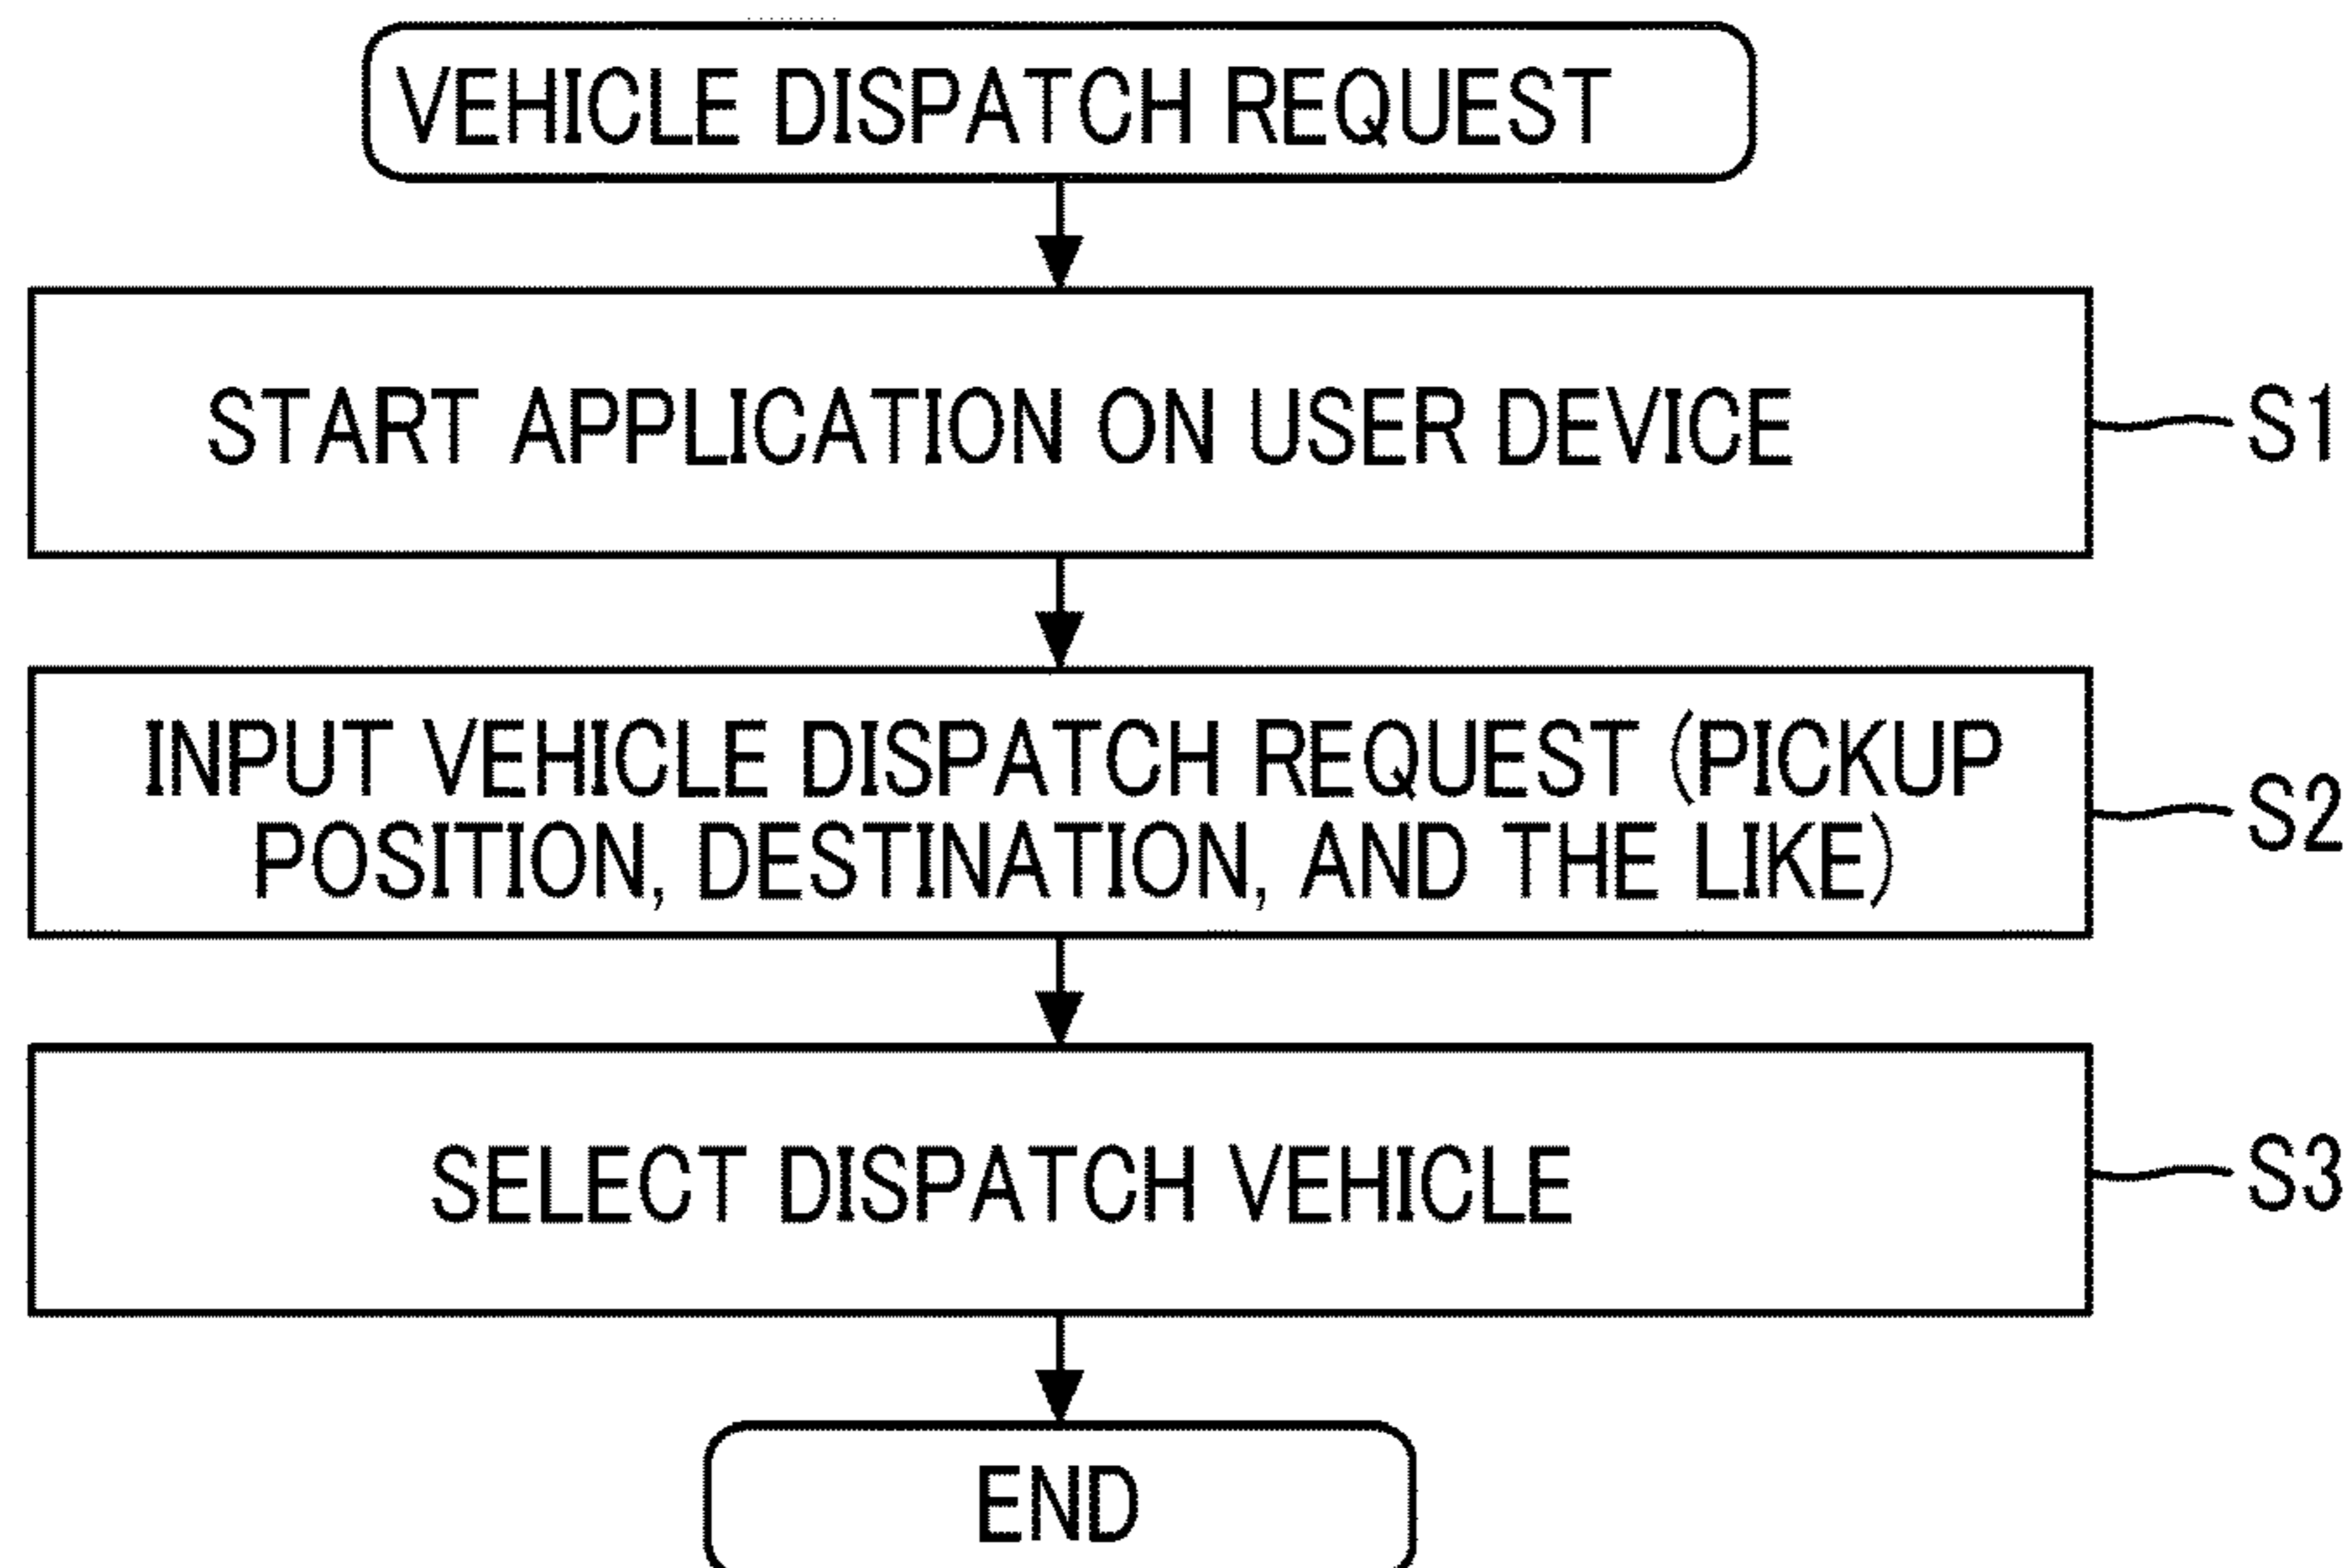 VEHICLE DISPATCH REQUEST
START APPLICATION ON USER DEVICE
S1
INPUT VEHICLE DISPATCH REQUEST (PICKUP
POSITION, DESTINATION, AND THE LIKE)
S2
SELECT DISPATCH VEHICLE
S3
END